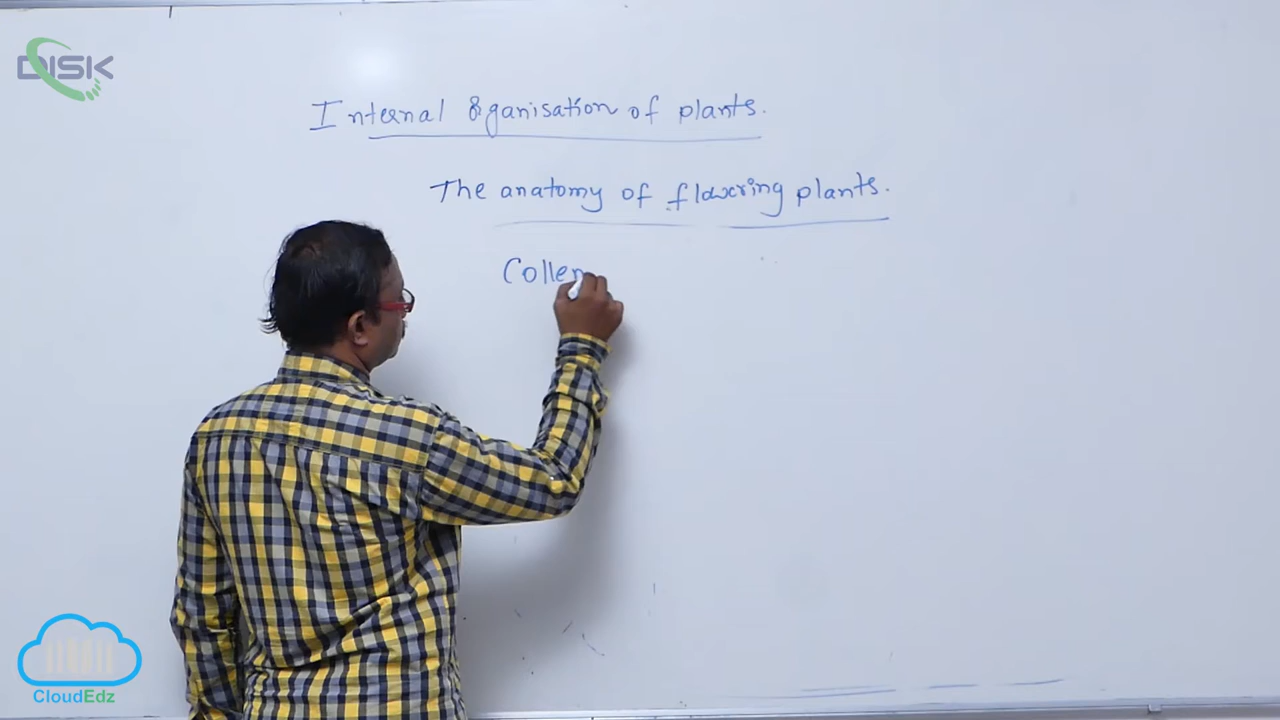 DISK
Internal organisation of plants.
The anatomy of flowering plants.
Collen
CloudEdz